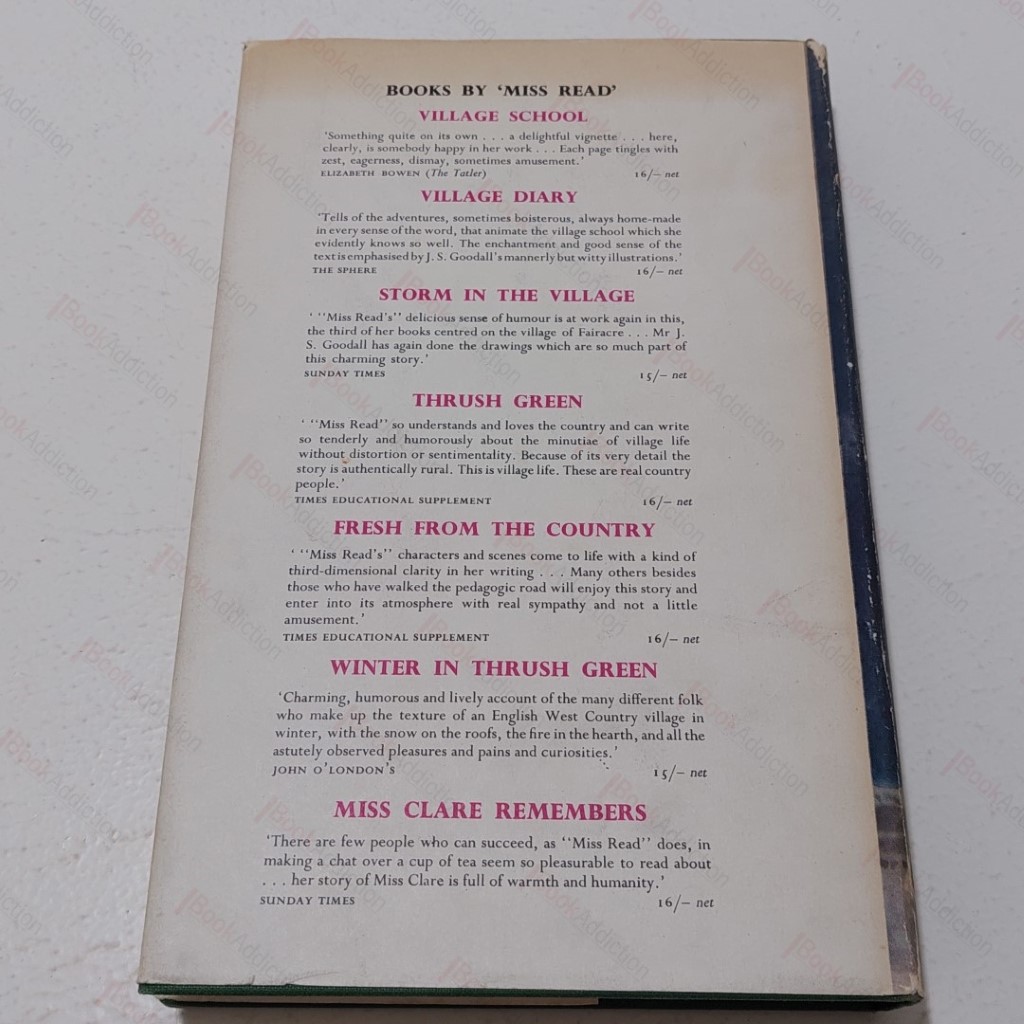 BOOKS BY 'MISS READ'
VILLAGE SCHOOL
'Something quite on its own . . . a delightful vignette . . . here,
clearly, is somebody happy in her work . . . Each page tingles with
zest, eagerness, dismay, sometimes amusement.'
ELIZABETH BOWEN (The Tatler) 16/– net
VILLAGE DIARY
'Tells of the adventures, sometimes boisterous, always home-made
in every sense of the word, that animate the village school which she
evidently knows so well. The enchantment and good sense of the
text is emphasised by J. S. Goodall's mannerly but witty illustrations.'
THE SPHERE 16/– net
STORM IN THE VILLAGE
' "Miss Read's" delicious sense of humour is at work again in this,
the third of her books centred on the village of Fairacre . . . Mr J.
S. Goodall has again done the drawings which are so much part of
this charming story.'
SUNDAY TIMES 15/– net
THRUSH GREEN
' "Miss Read" so understands and loves the country and can write
so tenderly and humorously about the minutiae of village life
without distortion or sentimentality. Because of its very detail the
story is authentically rural. This is village life. These are real country
people.'
TIMES EDUCATIONAL SUPPLEMENT 16/– net
FRESH FROM THE COUNTRY
' "Miss Read's" characters and scenes come to life with a kind of
third-dimensional clarity in her writing . . . Many others besides
those who have walked the pedagogic road will enjoy this story and
enter into its atmosphere with real sympathy and not a little
amusement.'
TIMES EDUCATIONAL SUPPLEMENT 16/– net
WINTER IN THRUSH GREEN
'Charming, humorous and lively account of the many different folk
who make up the texture of an English West Country village in
winter, with the snow on the roofs, the fire in the hearth, and all the
astutely observed pleasures and pains and curiosities.'
JOHN O'LONDON'S 15/– net
MISS CLARE REMEMBERS
'There are few people who can succeed, as "Miss Read" does, in
making a chat over a cup of tea seem so pleasurable to read about
. . . her story of Miss Clare is full of warmth and humanity.'
SUNDAY TIMES 16/– net
BookAddiction